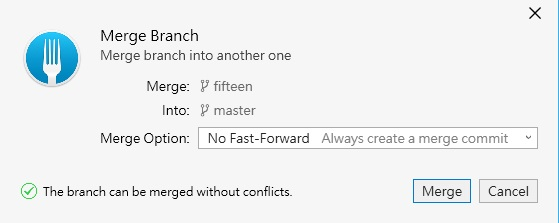 Merge Branch
Merge branch into another one
Merge: fifteen
Into: master
Merge Option: No Fast-Forward Always create a merge commit
The branch can be merged without conflicts. Merge Cancel